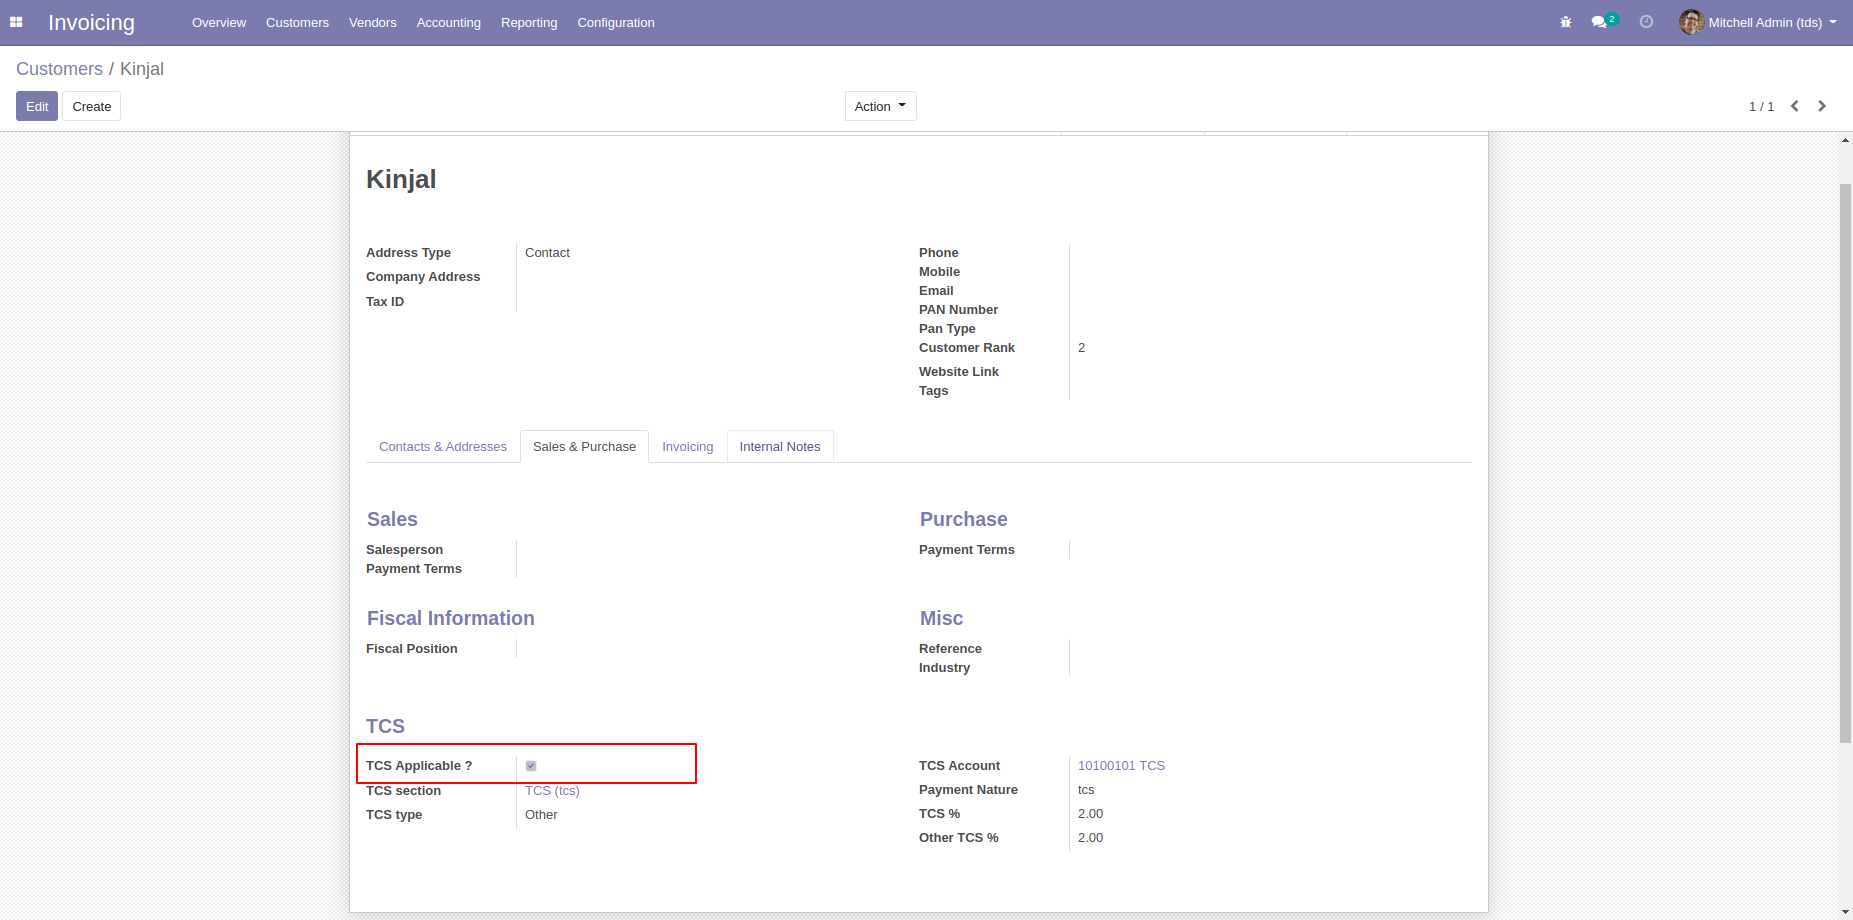 Invoicing Overview Customers Vendors Accounting Reporting Configuration 2 Mitchell Admin (tds)
Customers / Kinjal
Edit Create Action 1 / 1
Kinjal
Address Type Contact
Company Address
Tax ID
Phone
Mobile
Email
PAN Number
Pan Type
Customer Rank 2
Website Link
Tags
Contacts & Addresses Sales & Purchase Invoicing Internal Notes
Sales
Salesperson
Payment Terms
Purchase
Payment Terms
Fiscal Information
Fiscal Position
Misc
Reference
Industry
TCS
TCS Applicable ?
TCS section TCS (tcs)
TCS type Other
TCS Account 10100101 TCS
Payment Nature tcs
TCS % 2.00
Other TCS % 2.00